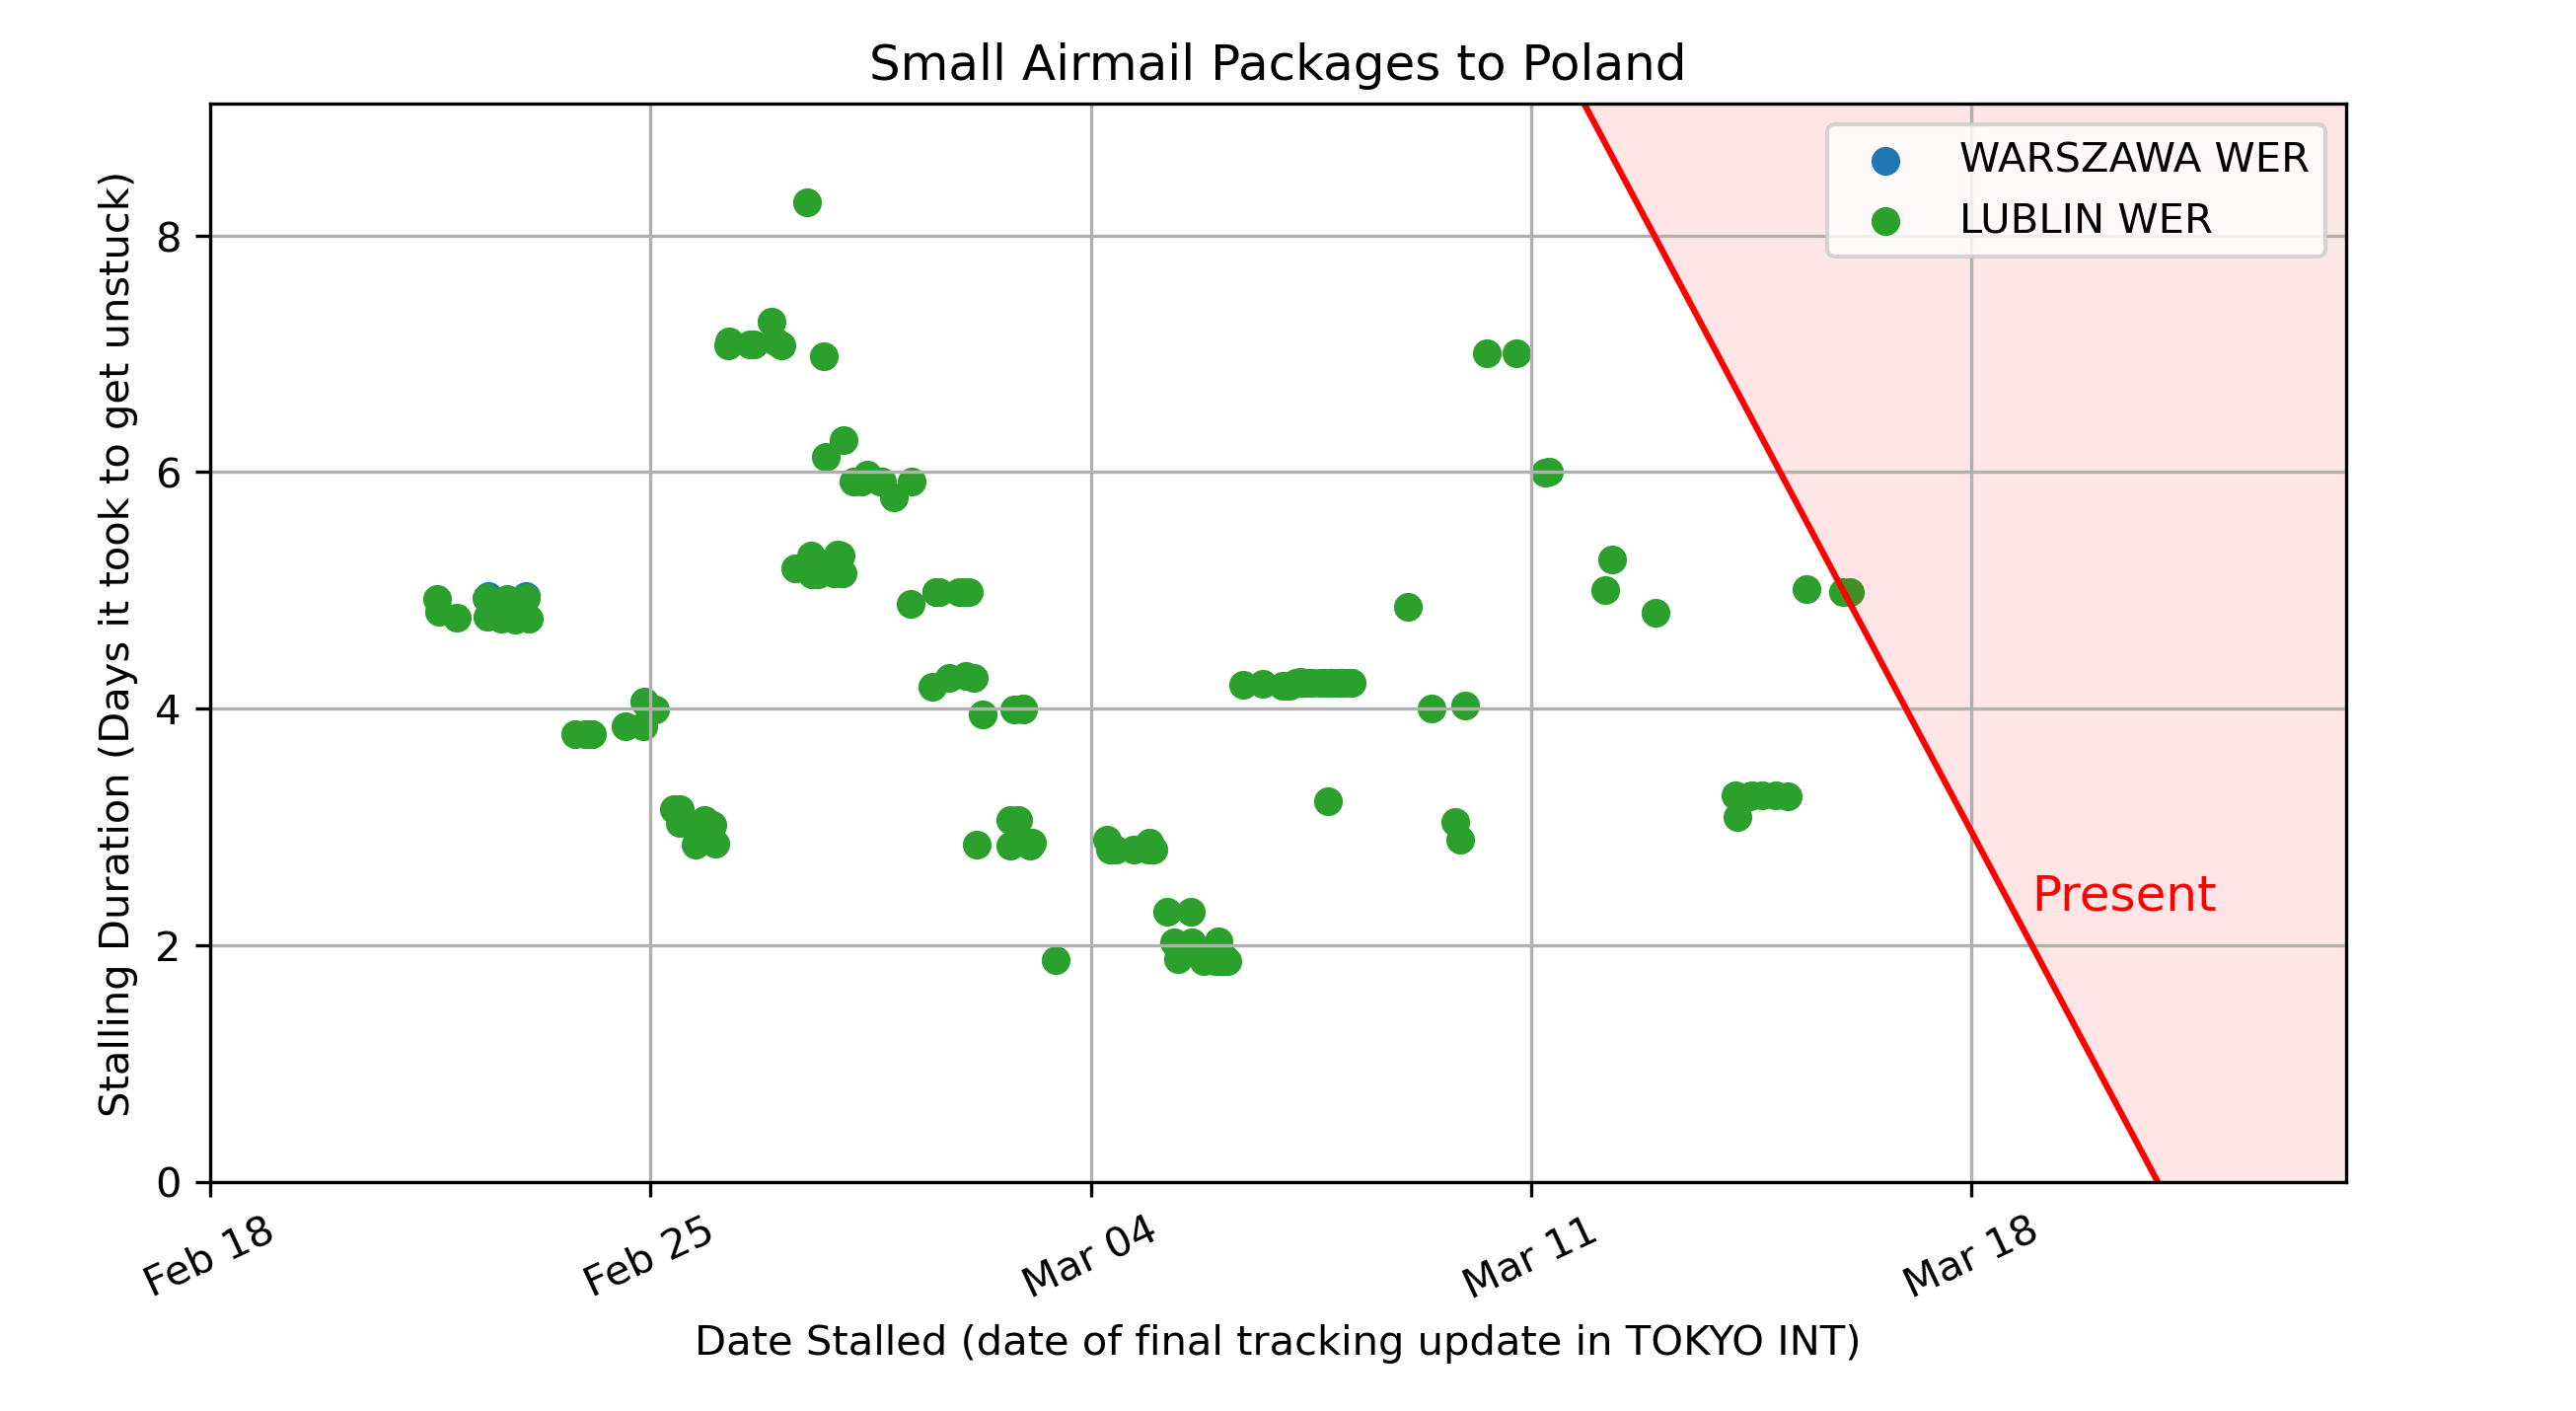 Small Airmail Packages to Poland
WARSZAWA WER
LUBLIN WER
Present
Stalling Duration (Days it took to get unstuck)
8
6
4
2
0
Feb 18
Feb 25
Mar 04
Mar 11
Mar 18
Date Stalled (date of final tracking update in TOKYO INT)